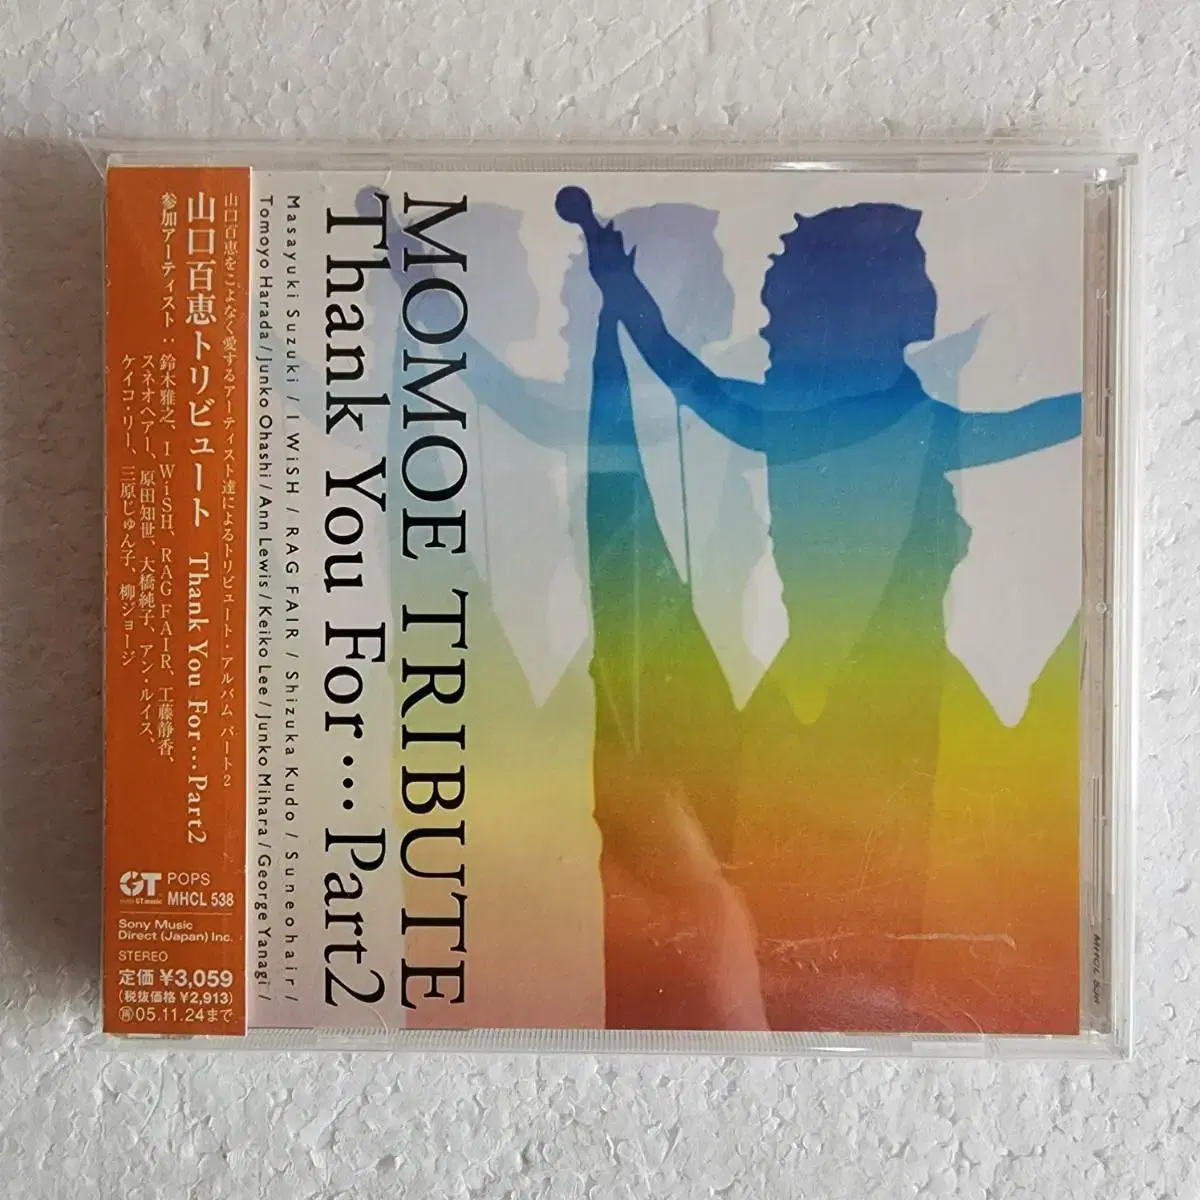 山口百恵をこよなく愛するアーティスト達によるトリビュート・アルバム パート2
山口百恵トリビュート Thank You For…Part2
参加アーティスト:鈴木雅之、I WiSH、RAG FAIR、工藤静香、
スネオヘアー、原田知世、大橋純子、アン・ルイス、
ケイコ・リー、三原じゅん子、柳ジョージ
GT POPS
GT music
MHCL 538
Sony Music
Direct (Japan) Inc.
STEREO
定価 ¥3,059
(税抜価格 ¥2,913)
㋘05.11.24まで
MOMOE TRIBUTE
Thank You For… Part2
Masayuki Suzuki / I WiSH / RAG FAIR / Shizuka Kudo / Suneohair /
Tomoyo Harada / Junko Ohashi / Ann Lewis / Keiko Lee / Junko Mihara / George Yanagi /
MHCL 538